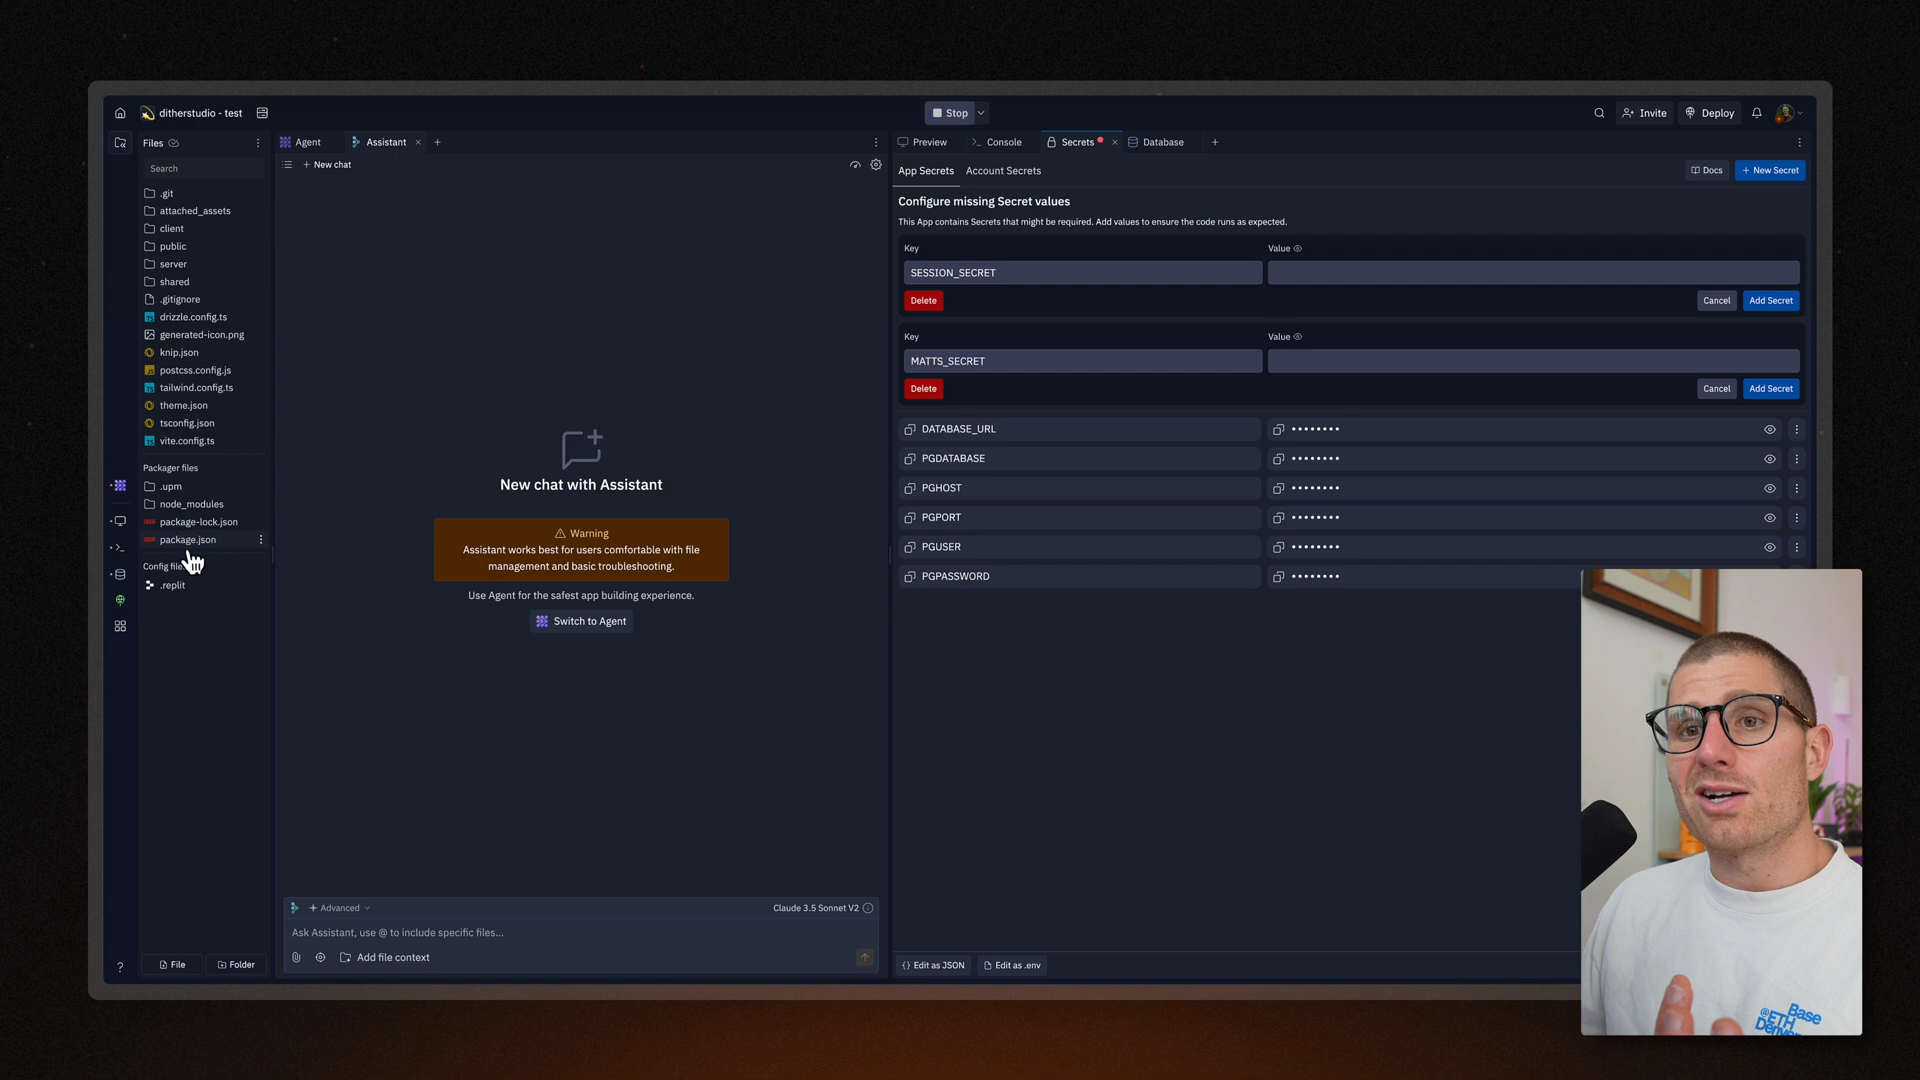 ditherstudio - test
Stop
Invite
Deploy
Files
Search
.git
attached_assets
client
public
server
shared
.gitignore
drizzle.config.ts
generated-icon.png
knip.json
postcss.config.js
tailwind.config.ts
theme.json
tsconfig.json
vite.config.ts
Packager files
.upm
node_modules
package-lock.json
package.json
Config file
.replit
? File Folder
Agent
Assistant
New chat
New chat with Assistant
Warning
Assistant works best for users comfortable with file
management and basic troubleshooting.
Use Agent for the safest app building experience.
Switch to Agent
Advanced
Claude 3.5 Sonnet V2
Ask Assistant, use @ to include specific files...
Add file context
Preview
Console
Secrets
Database
App Secrets
Account Secrets
Docs
+ New Secret
Configure missing Secret values
This App contains Secrets that might be required. Add values to ensure the code runs as expected.
Key
Value
SESSION_SECRET
Delete
Cancel
Add Secret
Key
Value
MATTS_SECRET
Delete
Cancel
Add Secret
DATABASE_URL
PGDATABASE
PGHOST
PGPORT
PGUSER
PGPASSWORD
{} Edit as JSON
Edit as .env
Base
@ETH